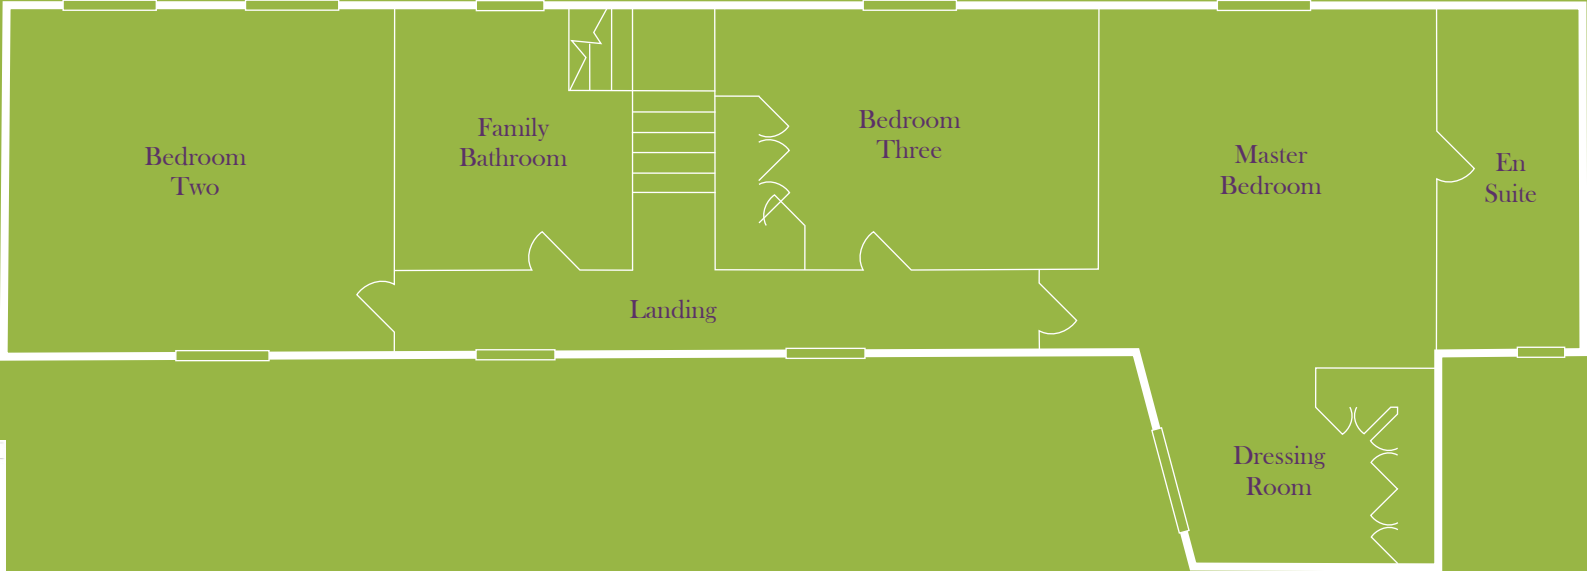 Bedroom
Two
Family
Bathroom
Bedroom
Three
Master
Bedroom
En
Suite
Landing
Dressing
Room